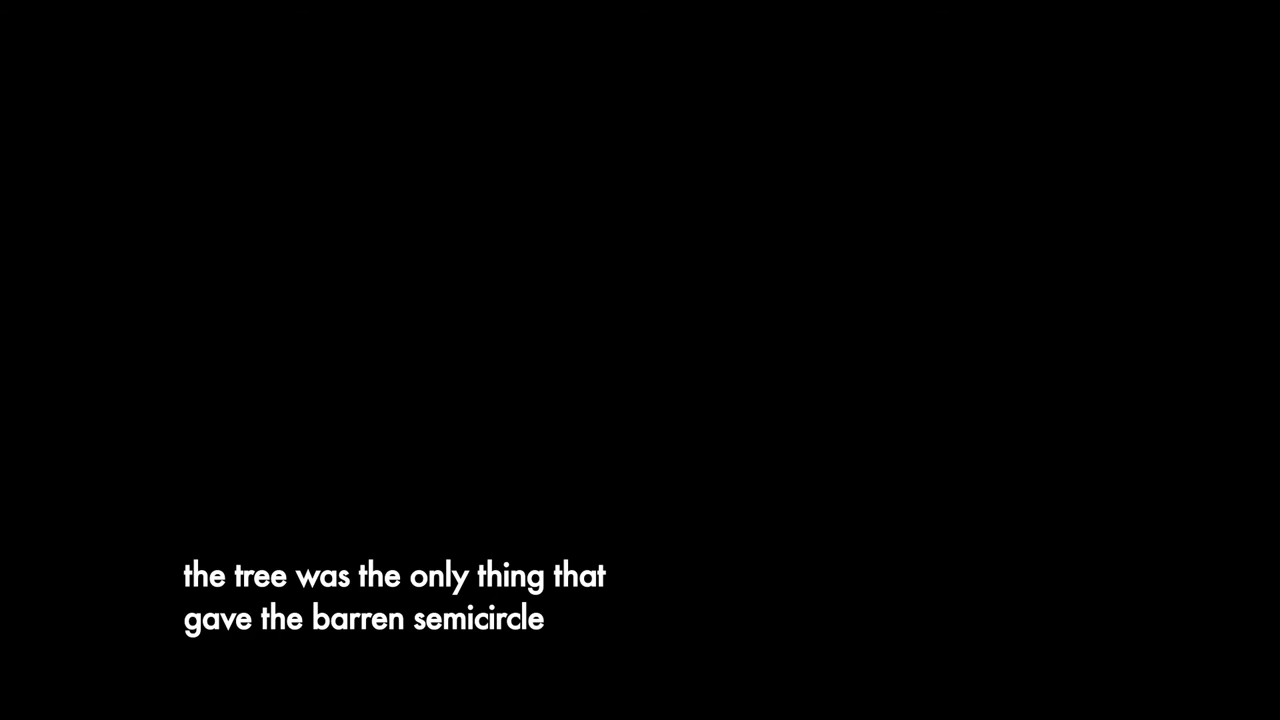 the tree was the only thing that
gave the barren semicircle